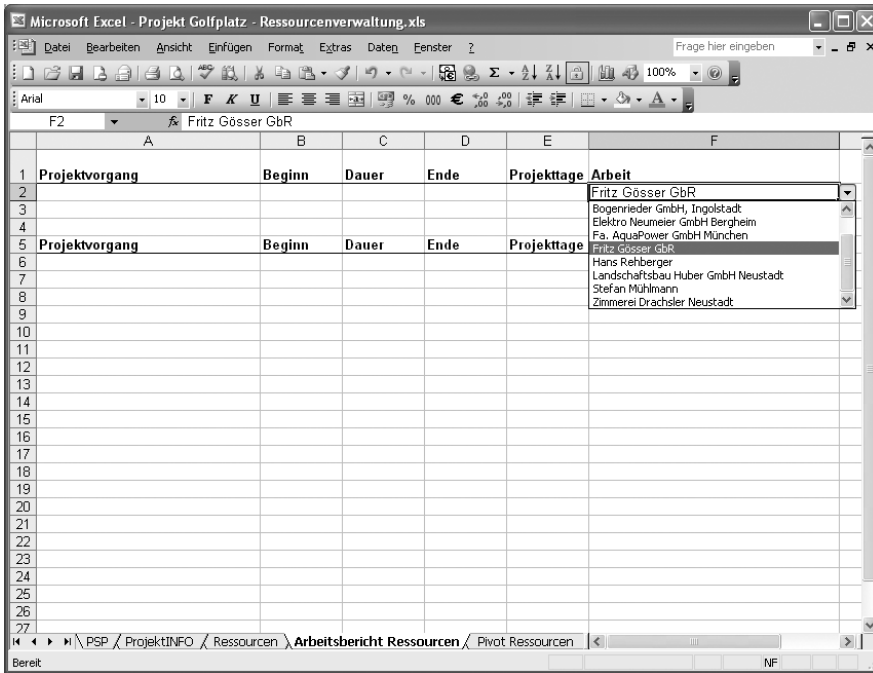 Microsoft Excel - Projekt Golfplatz - Ressourcenverwaltung.xls
Datei Bearbeiten Ansicht Einfügen Format Extras Daten Fenster ? Frage hier eingeben
100%
Arial 10 F K U % 000 €
F2 fx Fritz Gösser GbR
A B C D E F
1 Projektvorgang Beginn Dauer Ende Projekttage Arbeit
2 Fritz Gösser GbR
3 Bogenrieder GmbH, Ingolstadt
Elektro Neumeier GmbH Bergheim
4 Fa. AquaPower GmbH München
5 Projektvorgang Beginn Dauer Ende Projekttage Fritz Gösser GbR
6 Hans Rehberger
7 Landschaftsbau Huber GmbH Neustadt
8 Stefan Mühlmann
Zimmerei Drachsler Neustadt
9
10
11
12
13
14
15
16
17
18
19
20
21
22
23
24
25
26
27
PSP ProjektINFO Ressourcen Arbeitsbericht Ressourcen Pivot Ressourcen
Bereit NF